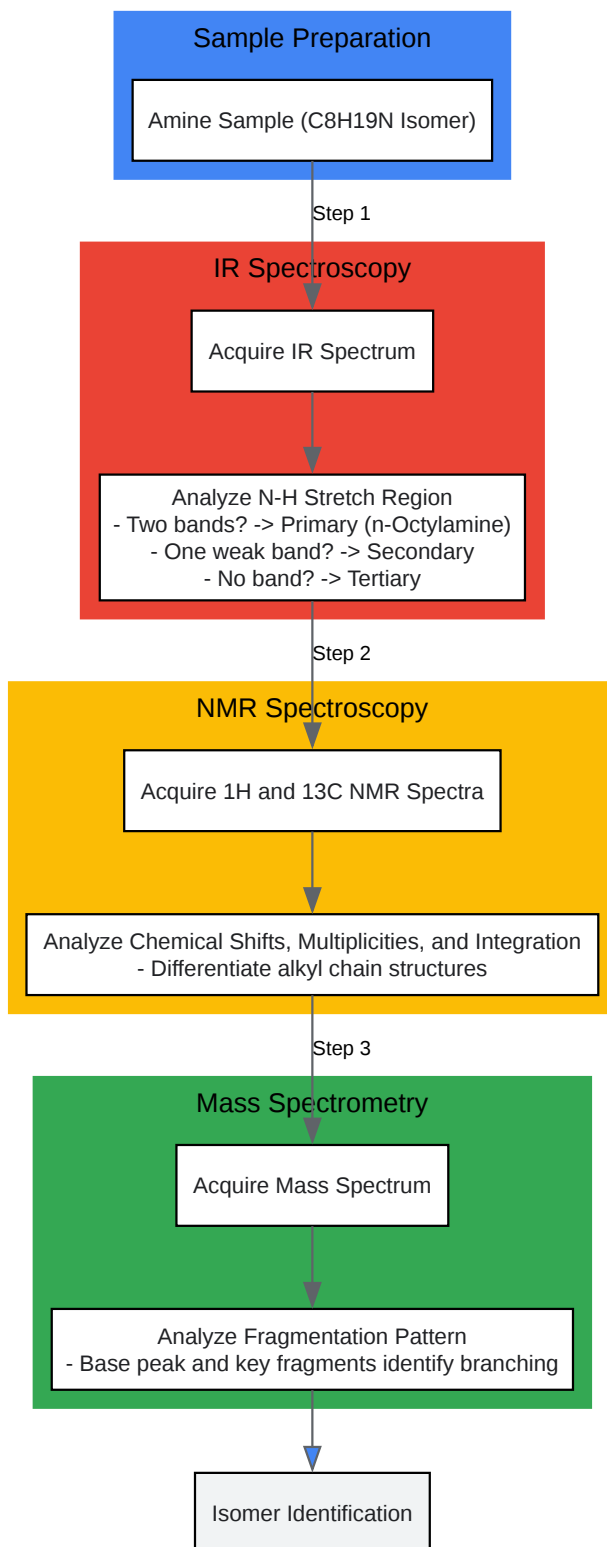 Sample Preparation
Amine Sample (C8H19N Isomer)
Step 1
IR Spectroscopy
Acquire IR Spectrum
Analyze N-H Stretch Region
- Two bands? -> Primary (n-Octylamine)
- One weak band? -> Secondary
- No band? -> Tertiary
Step 2
NMR Spectroscopy
Acquire 1H and 13C NMR Spectra
Analyze Chemical Shifts, Multiplicities, and Integration
- Differentiate alkyl chain structures
Step 3
Mass Spectrometry
Acquire Mass Spectrum
Analyze Fragmentation Pattern
- Base peak and key fragments identify branching
Isomer Identification